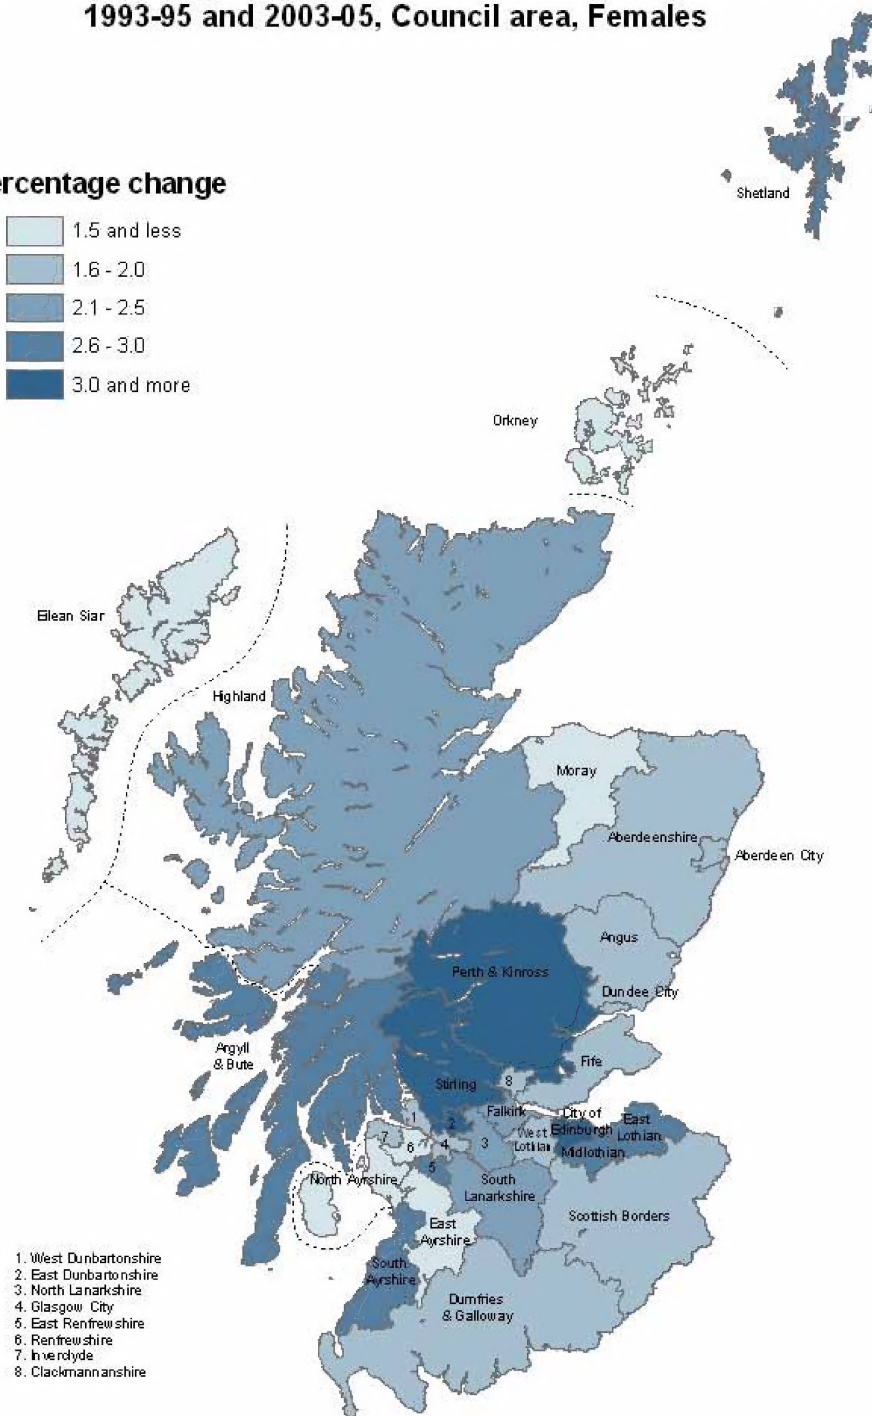 1993-95 and 2003-05, Council area, Females
ercentage change
1.5 and less
1.6 - 2.0
2.1 - 2.5
2.6 - 3.0
3.0 and more
Shetland
Orkney
Eilean Siar
Highland
Moray
Aberdeenshire
Aberdeen City
Angus
Perth & Kinross
Dundee City
Argyll
& Bute
Fife
Stirling
8
1
2
Falkirk
City of
Edinburgh
East
Lothian
West
Lothian
Midlothian
7
6
4
3
5
North Ayrshire
South
Lanarkshire
Scottish Borders
East
Ayrshire
South
Ayrshire
Dumfries
& Galloway
1. West Dunbartonshire
2. East Dunbartonshire
3. North Lanarkshire
4. Glasgow City
5. East Renfrewshire
6. Renfrewshire
7. Inverclyde
8. Clackmannanshire